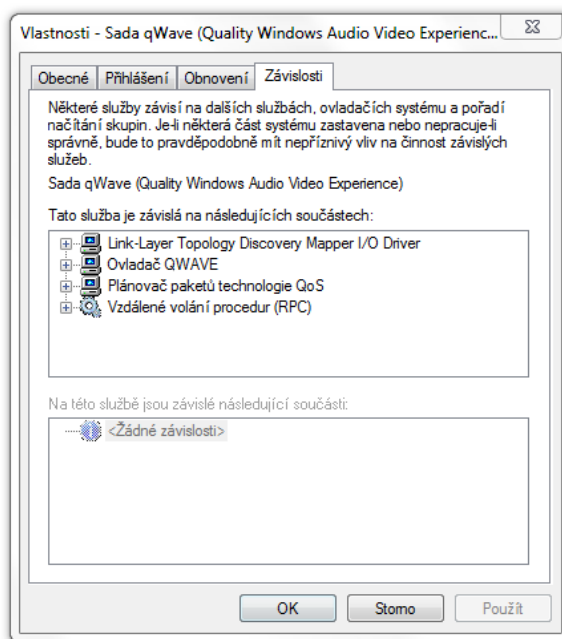 Vlastnosti - Sada qWave (Quality Windows Audio Video Experienc...
Obecné Přihlášení Obnovení Závislosti
Některé služby závisí na dalších službách, ovladačích systému a pořadí
načítání skupin. Je-li některá část systému zastavena nebo nepracuje-li
správně, bude to pravděpodobně mít nepříznivý vliv na činnost závislých
služeb.
Sada qWave (Quality Windows Audio Video Experience)
Tato služba je závislá na následujících součástech:
Link-Layer Topology Discovery Mapper I/O Driver
Ovladač QWAVE
Plánovač paketů technologie QoS
Vzdálené volání procedur (RPC)
Na této službě jsou závislé následující součásti:
<Žádné závislosti>
OK Storno Použít